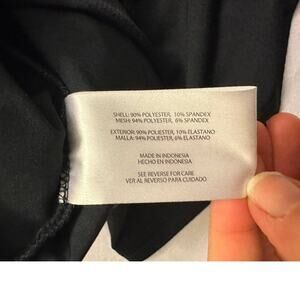 SHELL: 90% POLYESTER, 10% SPANDEX
MESH: 94% POLYESTER, 6% SPANDEX
EXTERIOR: 90% POLIESTER, 10% ELASTANO
MALLA: 94% POLIESTER, 6% ELASTANO
MADE IN INDONESIA
HECHO EN INDONESIA
SEE REVERSE FOR CARE
VER AL REVERSO PARA CUIDADO.